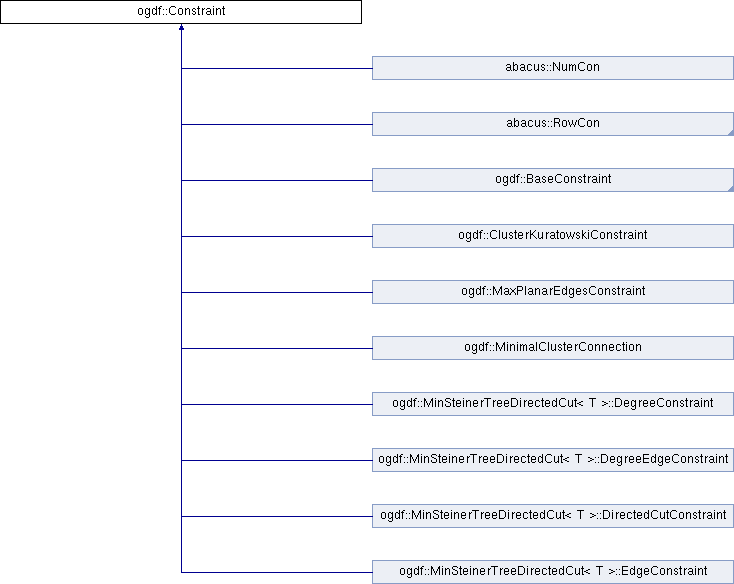 ogdf::Constraint
abacus::NumCon
abacus::RowCon
ogdf::BaseConstraint
ogdf::ClusterKuratowskiConstraint
ogdf::MaxPlanarEdgesConstraint
ogdf::MinimalClusterConnection
ogdf::MinSteinerTreeDirectedCut< T >::DegreeConstraint
ogdf::MinSteinerTreeDirectedCut< T >::DegreeEdgeConstraint
ogdf::MinSteinerTreeDirectedCut< T >::DirectedCutConstraint
ogdf::MinSteinerTreeDirectedCut< T >::EdgeConstraint